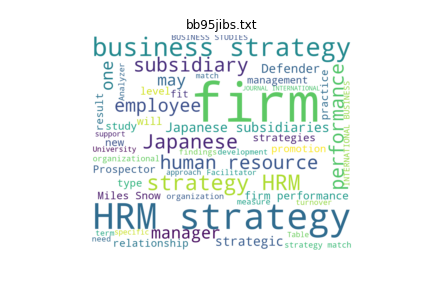 bb95jibs.txt
BUSINESS STUDIES
business strategy
subsidiary
Defender
one
Analyzer
may
match
management
level
fit
firm
JOURNAL INTERNATIONAL
practice
performance
INTERNATIONAL BUSINESS
result
employee
will
study
Japanese subsidiaries
new
Japanese
strategies
support
University
findings
development
promotion
organizational
human resource
Prospector
approach
Facilitator
type
strategy HRM
Miles Snow
organization
firm performance
measure
turnover
HRM strategy
term
specific
manager
Table
need
relationship
strategic
strategy match